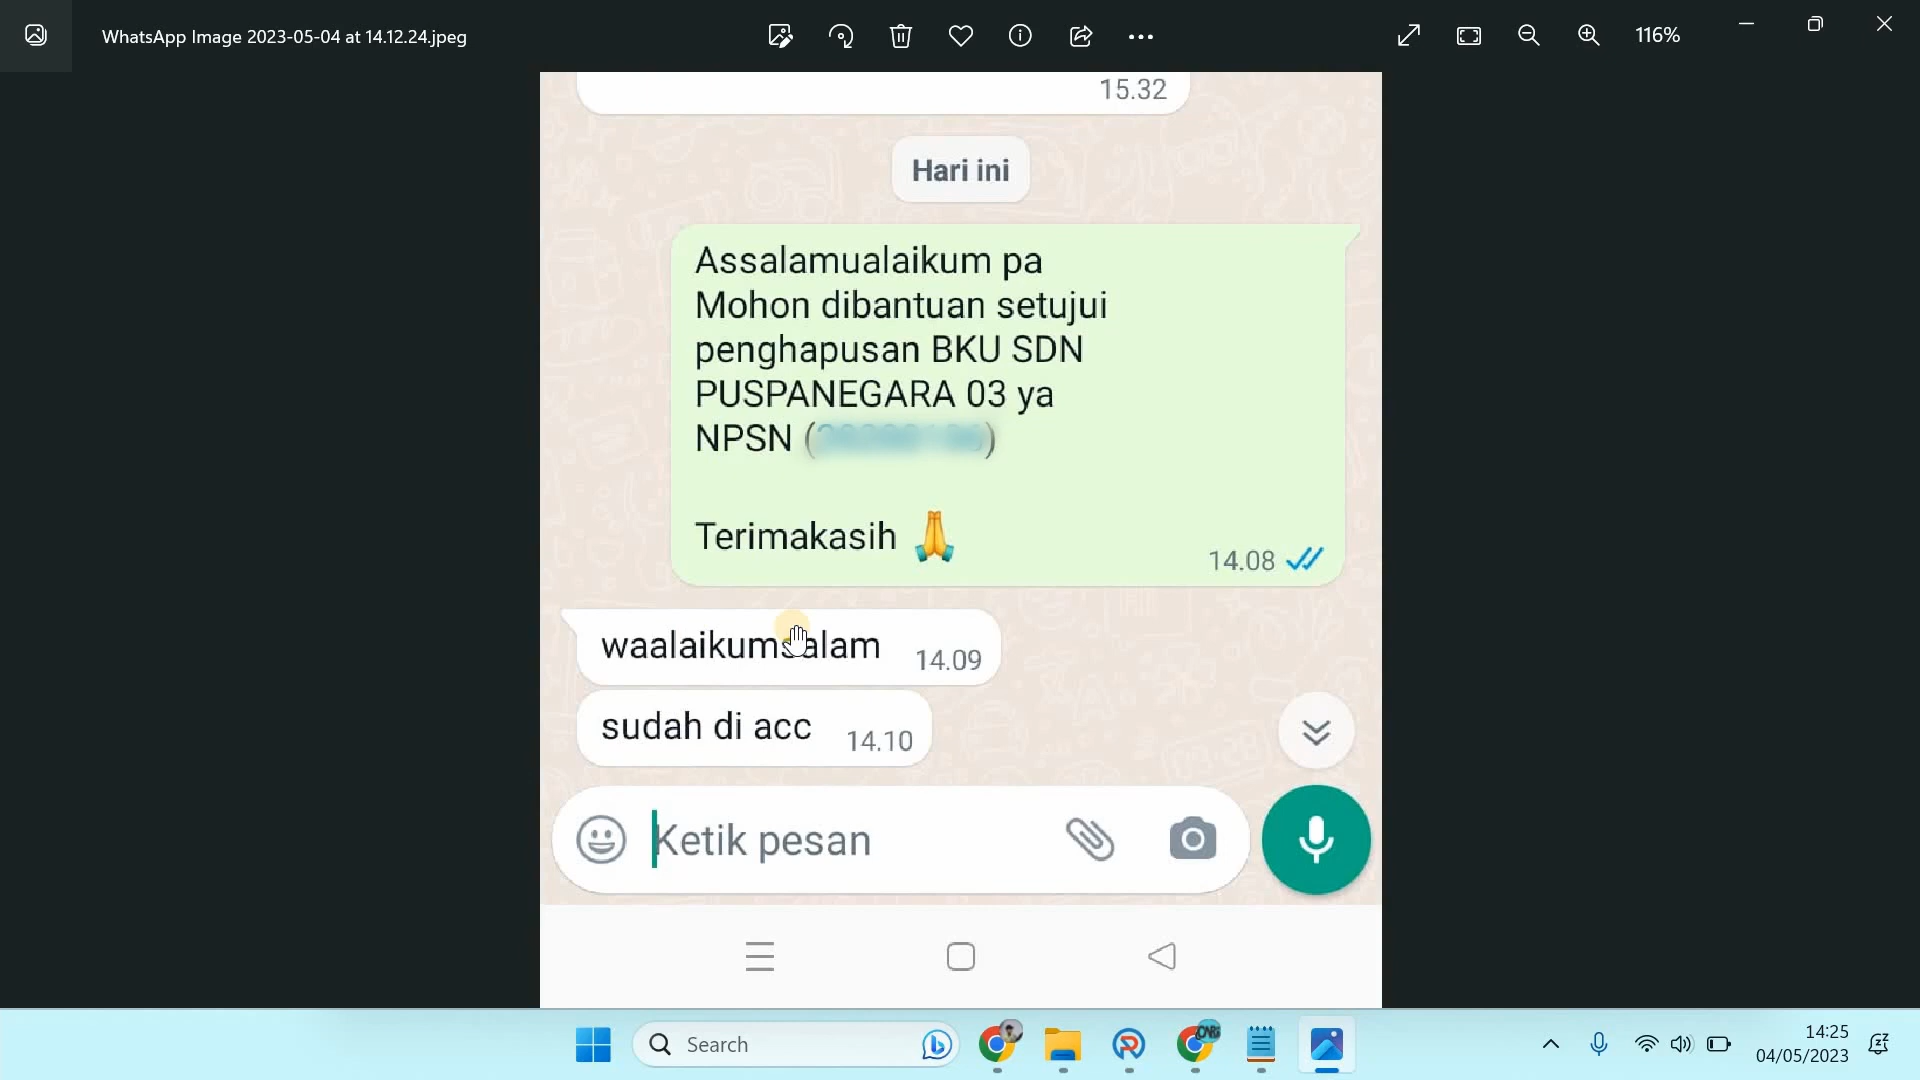 WhatsApp Image 2023-05-04 at 14.12.24.jpeg
116%
15.32
Hari ini
Assalamualaikum pa
Mohon dibantuan setujui
penghapusan BKU SDN
PUSPANEGARA 03 ya
NPSN ( )
Terimakasih 🙏
14.08
waalaikumsalam 14.09
sudah di acc 14.10
Ketik pesan
Search
14:25
04/05/2023